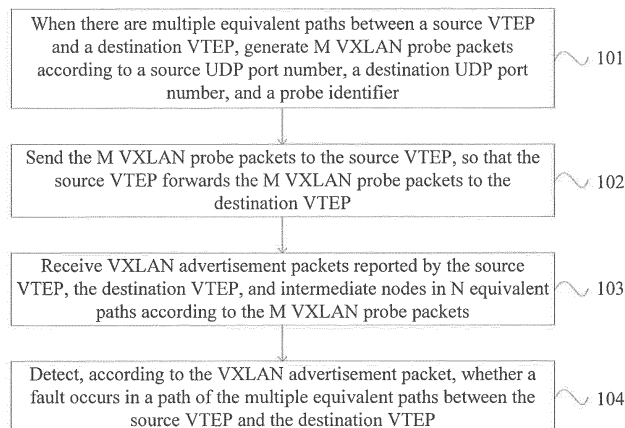 When there are multiple equivalent paths between a source VTEP
and a destination VTEP, generate M VXLAN probe packets
according to a source UDP port number, a destination UDP port
number, and a probe identifier
101
Send the M VXLAN probe packets to the source VTEP, so that the
source VTEP forwards the M VXLAN probe packets to the
destination VTEP
102
Receive VXLAN advertisement packets reported by the source
VTEP, the destination VTEP, and intermediate nodes in N equivalent
paths according to the M VXLAN probe packets
103
Detect, according to the VXLAN advertisement packet, whether a
fault occurs in a path of the multiple equivalent paths between the
source VTEP and the destination VTEP
104